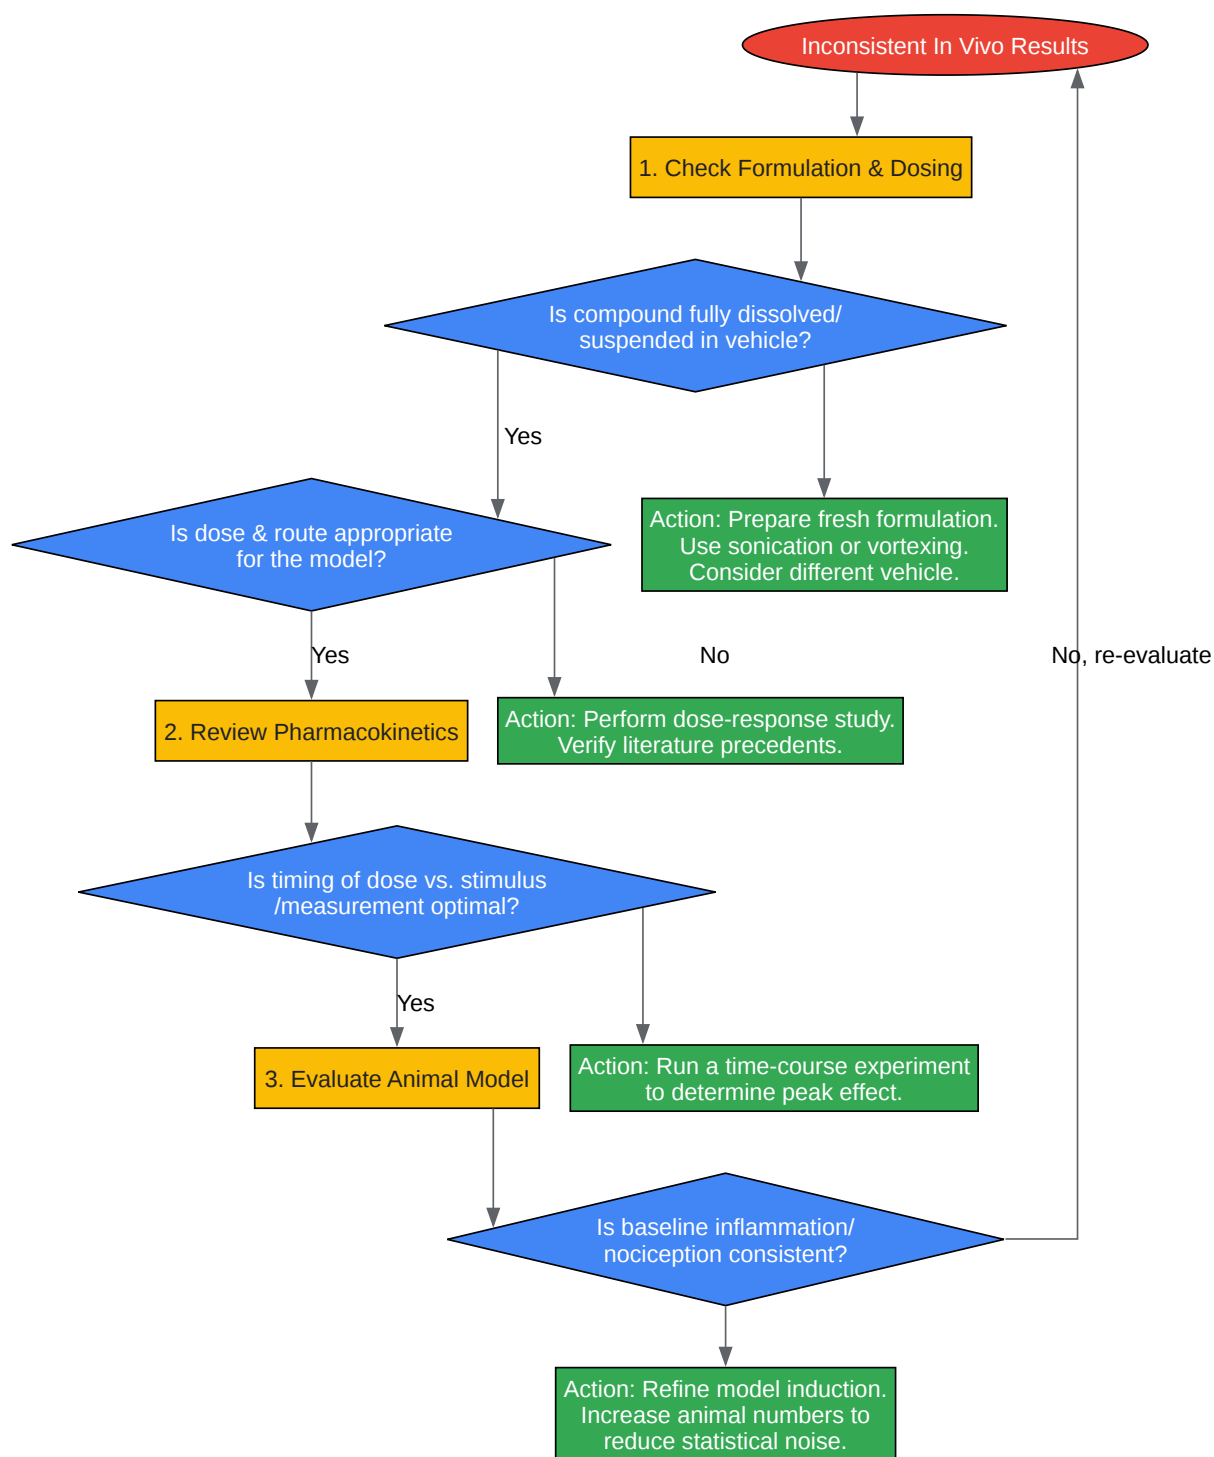 Inconsistent In Vivo Results
1. Check Formulation & Dosing
Is compound fully dissolved/
suspended in vehicle?
Yes
Is dose & route appropriate
for the model?
Action: Prepare fresh formulation.
Use sonication or vortexing.
Consider different vehicle.
Yes
No
No, re-evaluate
2. Review Pharmacokinetics
Action: Perform dose-response study.
Verify literature precedents.
Is timing of dose vs. stimulus
/measurement optimal?
Yes
3. Evaluate Animal Model
Action: Run a time-course experiment
to determine peak effect.
Is baseline inflammation/
nociception consistent?
Action: Refine model induction.
Increase animal numbers to
reduce statistical noise.